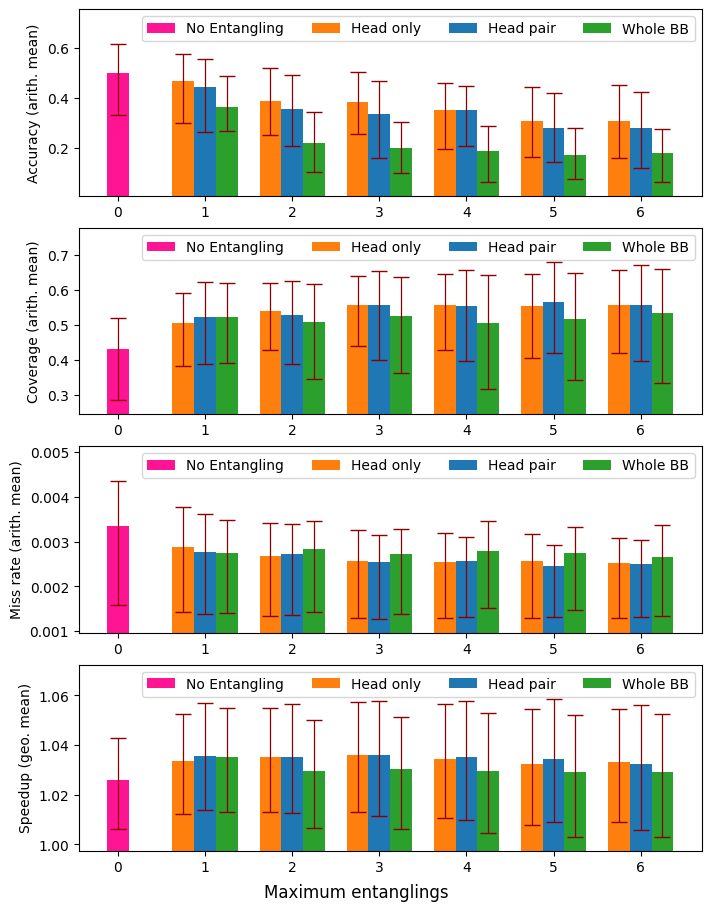 No Entangling Head only Head pair Whole BB
Accuracy (arith. mean)
0.6
0.4
0.2
0 1 2 3 4 5 6
No Entangling Head only Head pair Whole BB
Coverage (arith. mean)
0.7
0.6
0.5
0.4
0.3
0 1 2 3 4 5 6
No Entangling Head only Head pair Whole BB
Miss rate (arith. mean)
0.005
0.004
0.003
0.002
0.001
0 1 2 3 4 5 6
No Entangling Head only Head pair Whole BB
Speedup (geo. mean)
1.06
1.04
1.02
1.00
0 1 2 3 4 5 6
Maximum entanglings